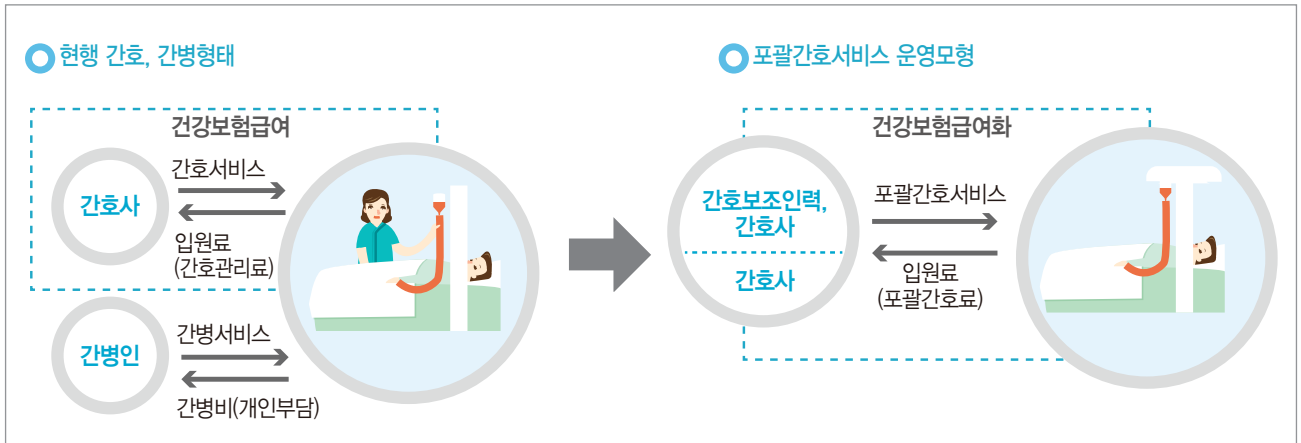 현행 간호, 간병형태
건강보험급여
간호사
간호서비스
입원료
(간호관리료)
간병인
간병서비스
간병비(개인부담)
포괄간호서비스 운영모형
건강보험급여화
간호보조인력,
간호사
간호사
포괄간호서비스
입원료
(포괄간호료)